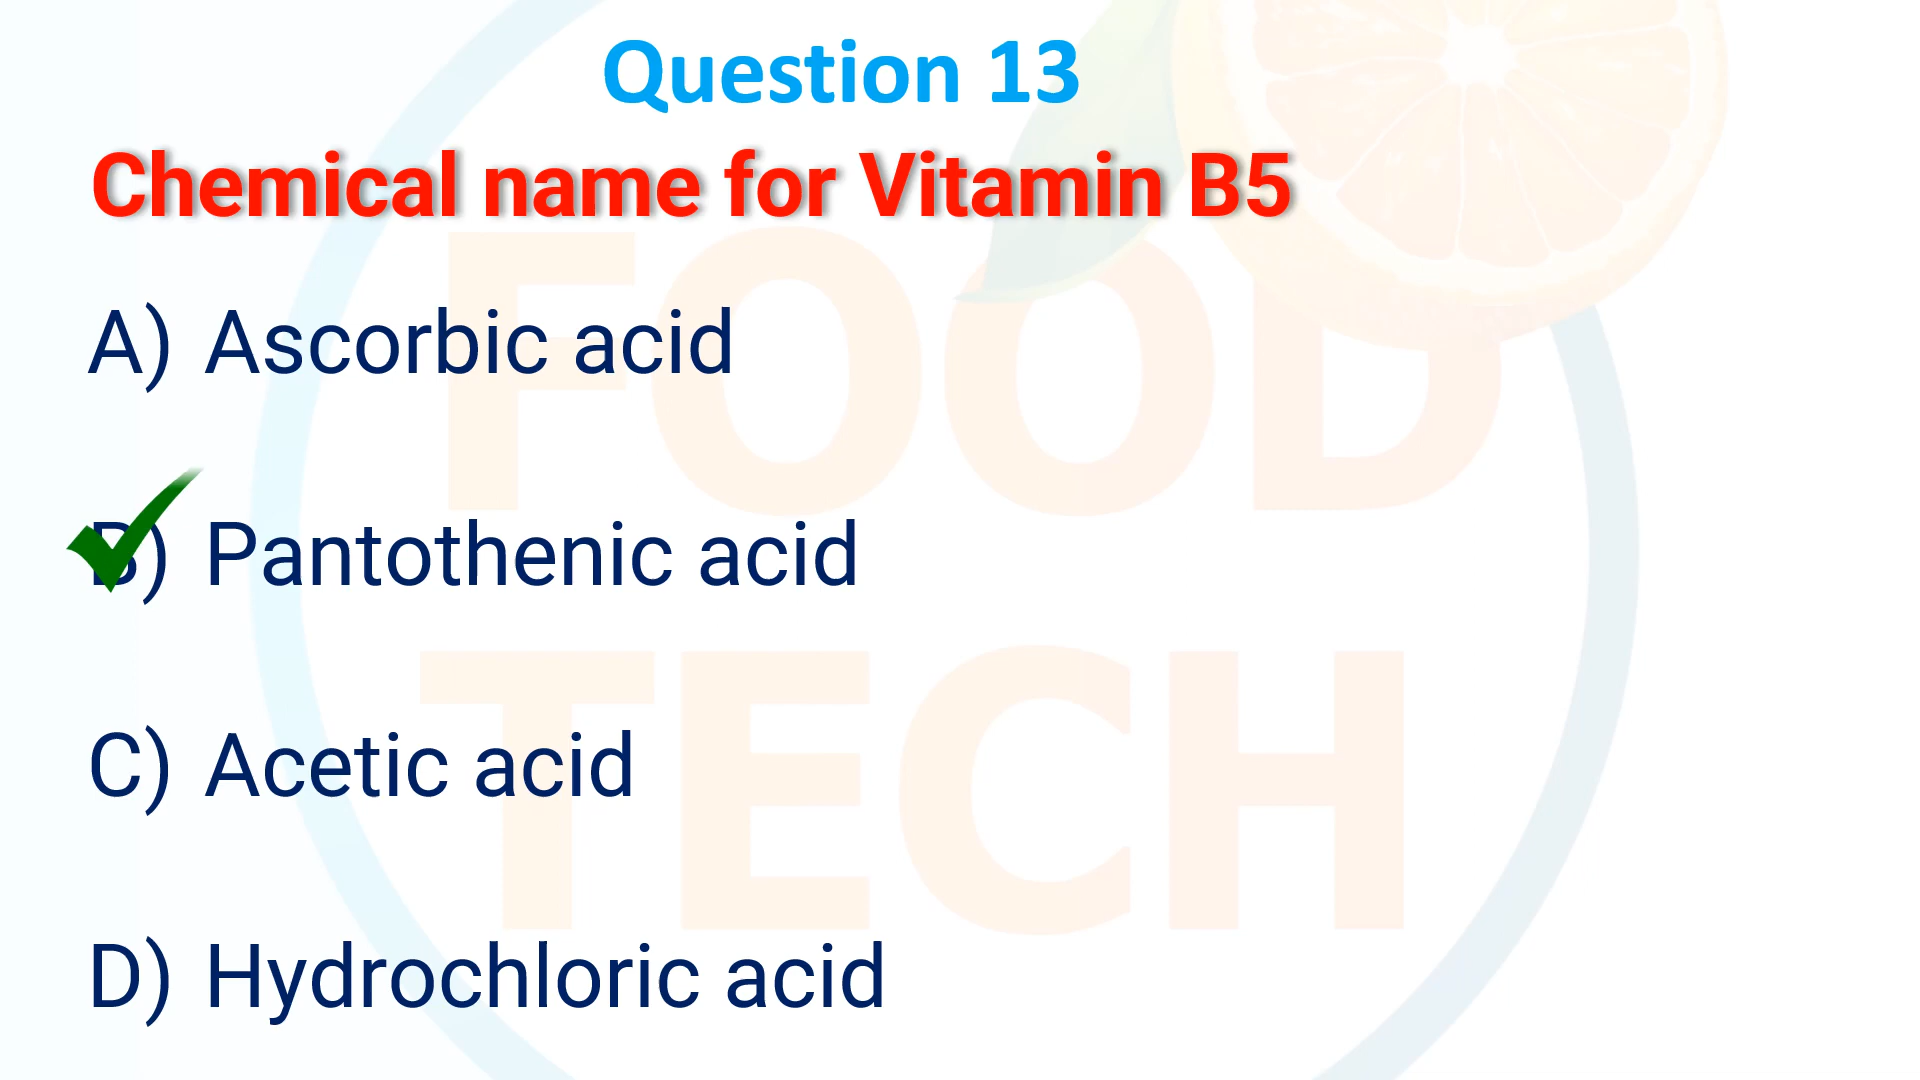 Question 13
Chemical name for Vitamin B5
A) Ascorbic acid
B) Pantothenic acid
C) Acetic acid
D) Hydrochloric acid
FOOD
TECH